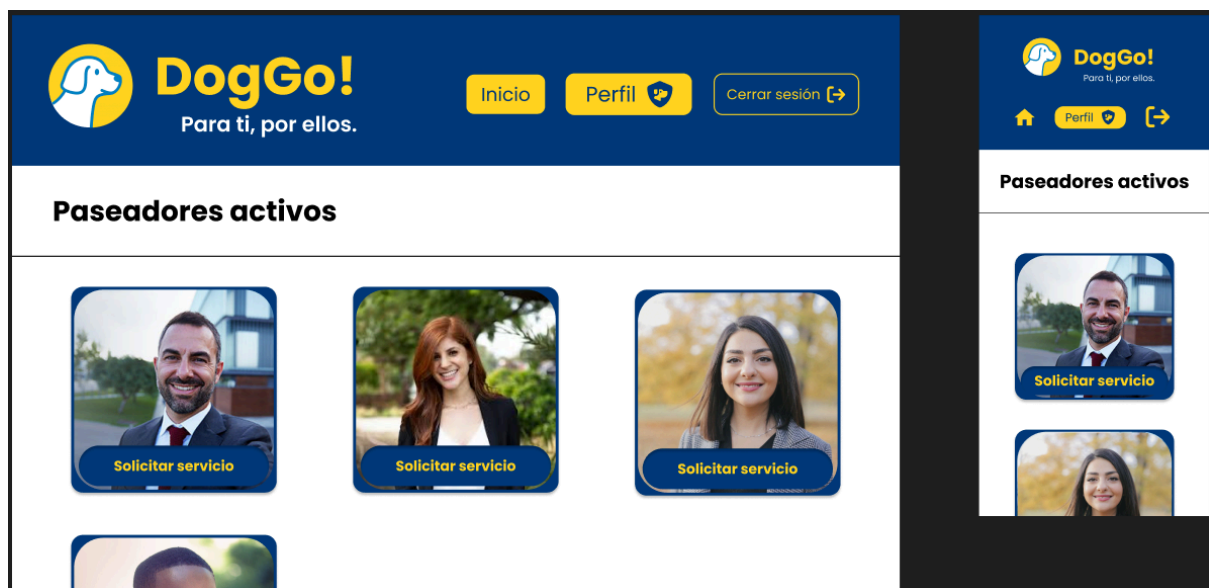 DogGo!
Para ti, por ellos.
Inicio
Perfil
Cerrar sesión
Paseadores activos
Solicitar servicio
Solicitar servicio
Solicitar servicio
DogGo!
Para ti, por ellos.
Perfil
Paseadores activos
Solicitar servicio